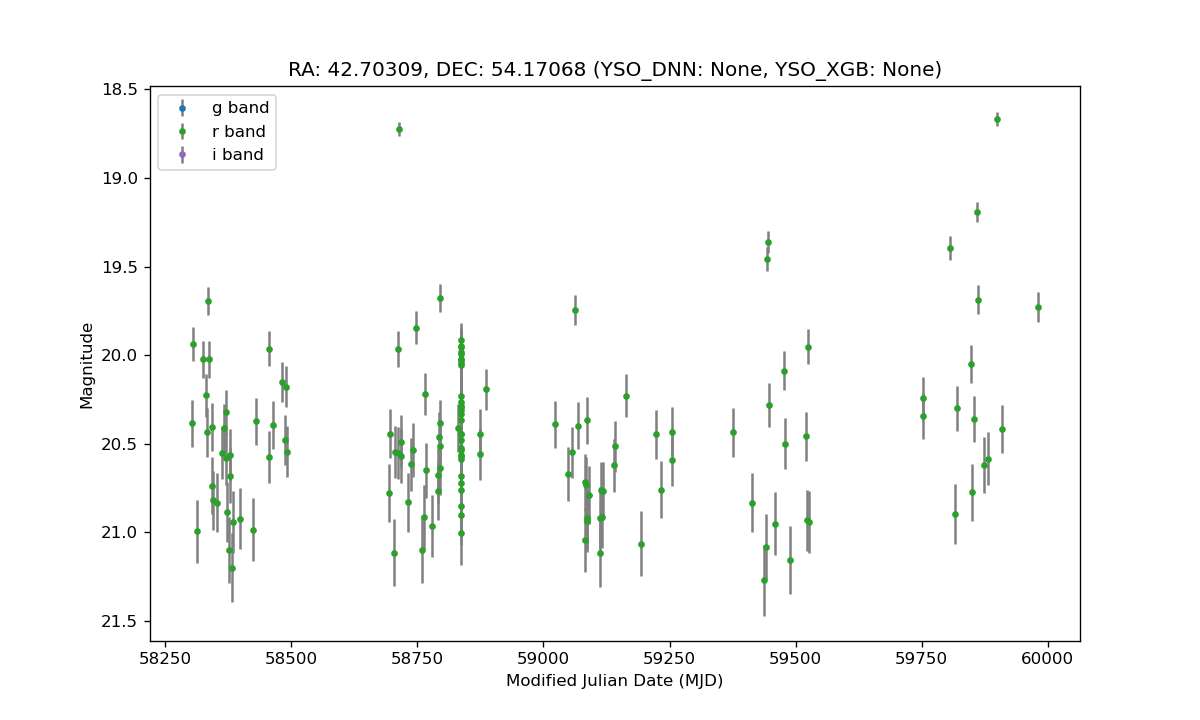 RA: 42.70309, DEC: 54.17068 (YSO_DNN: None, YSO_XGB: None)
18.5
19.0
19.5
20.0
20.5
21.0
21.5
Magnitude
g band
r band
i band
58250
58500
58750
59000
59250
59500
59750
60000
Modified Julian Date (MJD)